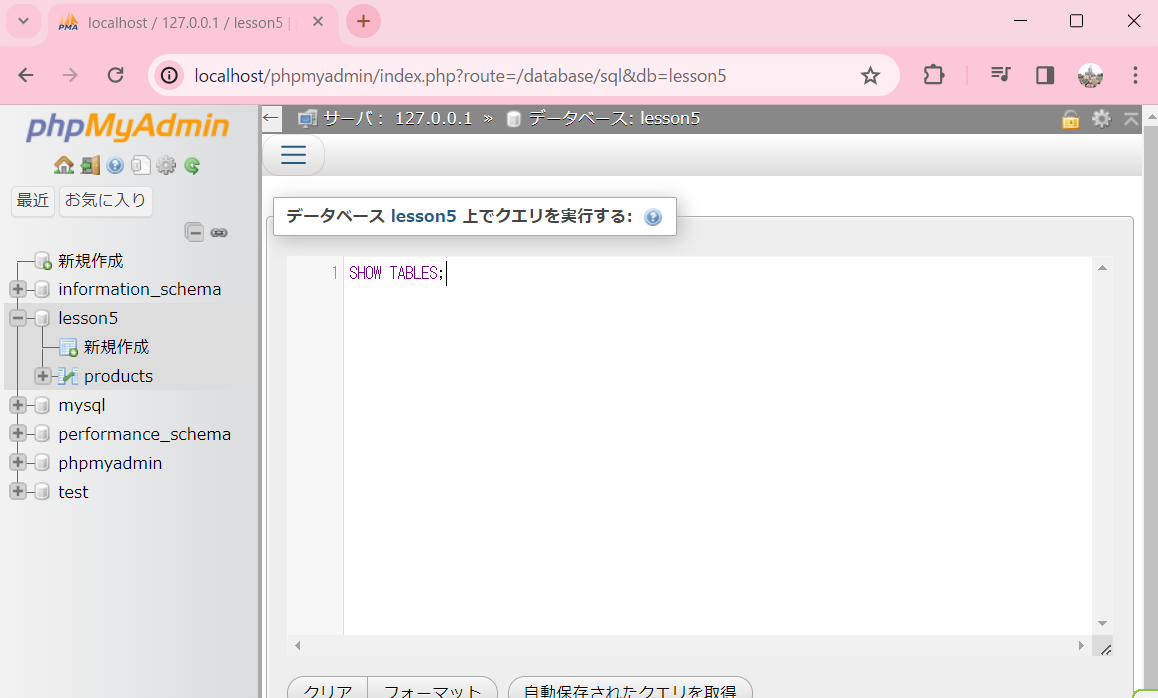 localhost / 127.0.0.1 / lesson5 |
localhost/phpmyadmin/index.php?route=/database/sql&db=lesson5
phpMyAdmin
最近
お気に入り
新規作成
information_schema
lesson5
新規作成
products
mysql
performance_schema
phpmyadmin
test
サーバ: 127.0.0.1 » データベース: lesson5
データベース lesson5 上でクエリを実行する:
1 SHOW TABLES;
クリア
フォーマット
自動保存されたクエリを取得